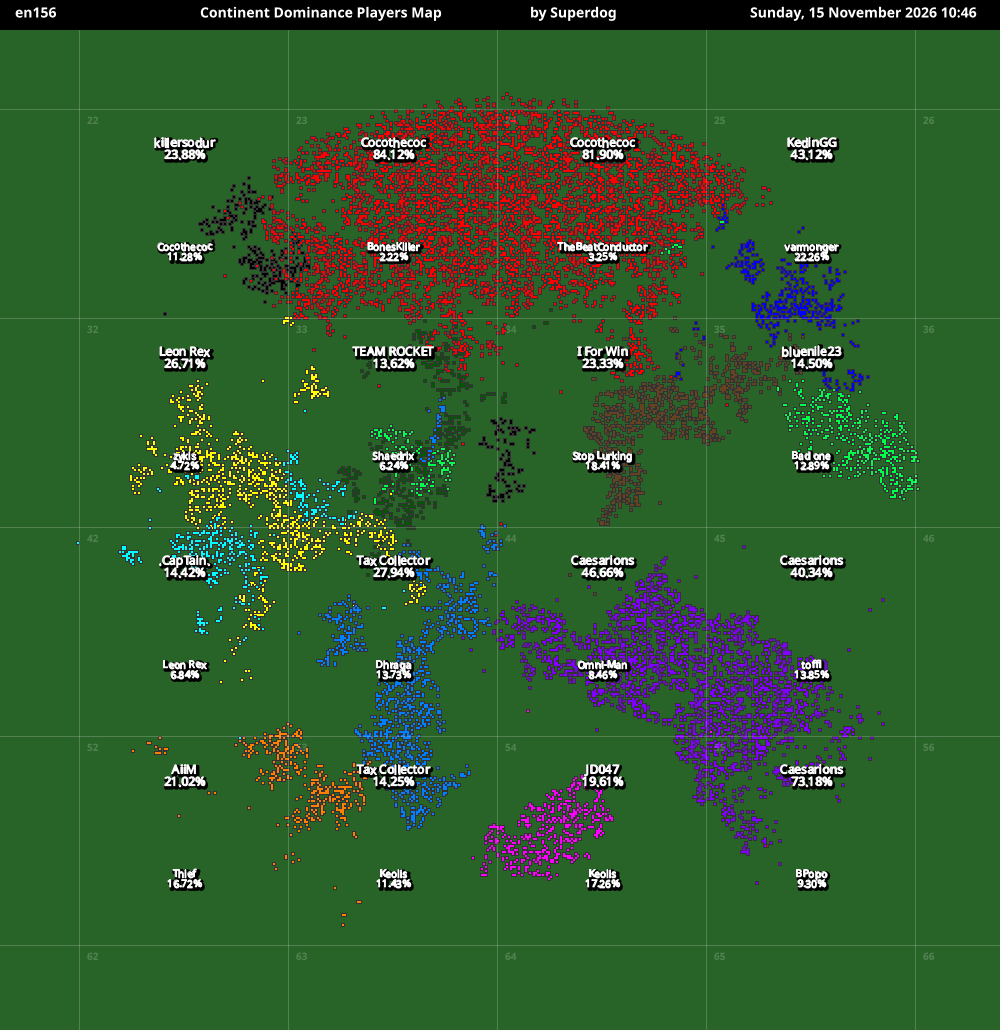 en156 Continent Dominance Players Map by Superdog Sunday, 15 November 2026 10:46
22 23 24 25 26
killersodur Cocothecoc Cocothecoc KedinGG
23.88% 84.12% 81.90% 43.12%
Cocothecoc BonesKiller TheBeatConductor varmonger
11.28% 2.22% 3.25% 22.26%
32 33 34 35 36
Leon Rex TEAM ROCKET I For Win bluenile23
26.71% 13.62% 23.33% 14.50%
Shaedrix Stop Lurking Bad one
4.72% 6.24% 18.41% 12.89%
42 44 45 46
CapTain. Tax Collector Caesarions Caesarions
14.42% 27.94% 46.66% 40.34%
Leon Rex Dhraga Omni-Man toffi
6.84% 13.73% 8.46% 13.85%
52 54 56
AiiM Tax Collector JD047 Caesarions
21.02% 14.25% 19.61% 73.18%
Thief Keolis Keolis BPopo
16.72% 11.43% 17.26% 9.30%
62 63 64 65 66